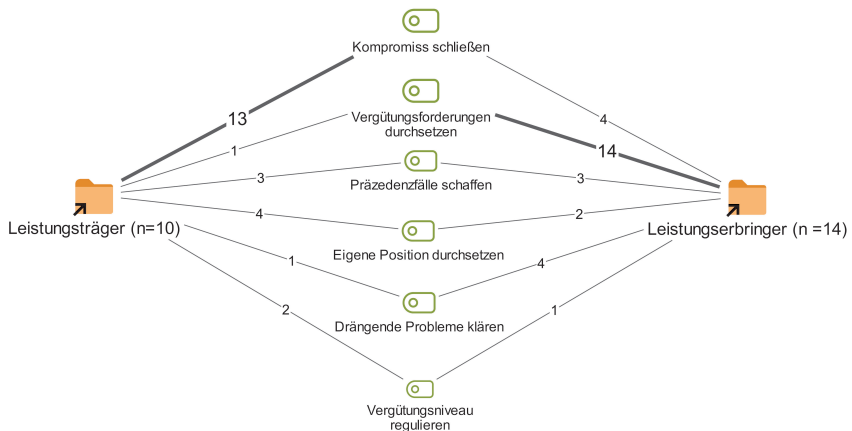 Kompromiss schließen
13
4
Vergütungsforderungen
durchsetzen
1
14
Präzedenzfälle schaffen
3
3
Leistungsträger (n=10)
Leistungserbringer (n =14)
4
2
Eigene Position durchsetzen
1
4
Drängende Probleme klären
2
1
Vergütungsniveau
regulieren